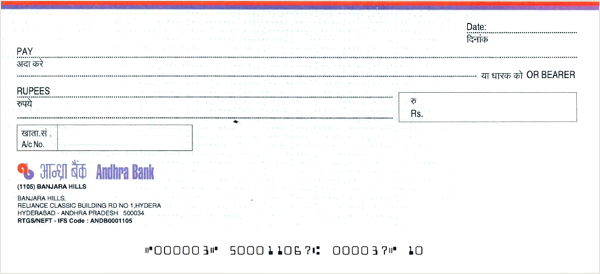 Date:
दिनांक
PAY
अदा करे
या धारक को OR BEARER
RUPEES
रुपये
रु
Rs.
खाता.सं .
A/c No.
आन्ध्रा बैंक Andhra Bank
(1105) BANJARA HILLS
BANJARA HILLS,
RELIANCE CLASSIC BUILDING RD NO 1,HYDERA
HYDERABAD - ANDHRA PRADESH 500034
RTGS/NEFT - IFS Code : ANDB0001105
⑈000003⑈ 500011067⑆ 000037⑈ 10